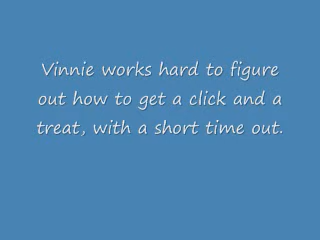 Vinnie works hard to figure
out how to get a click and a
treat, with a short time out.